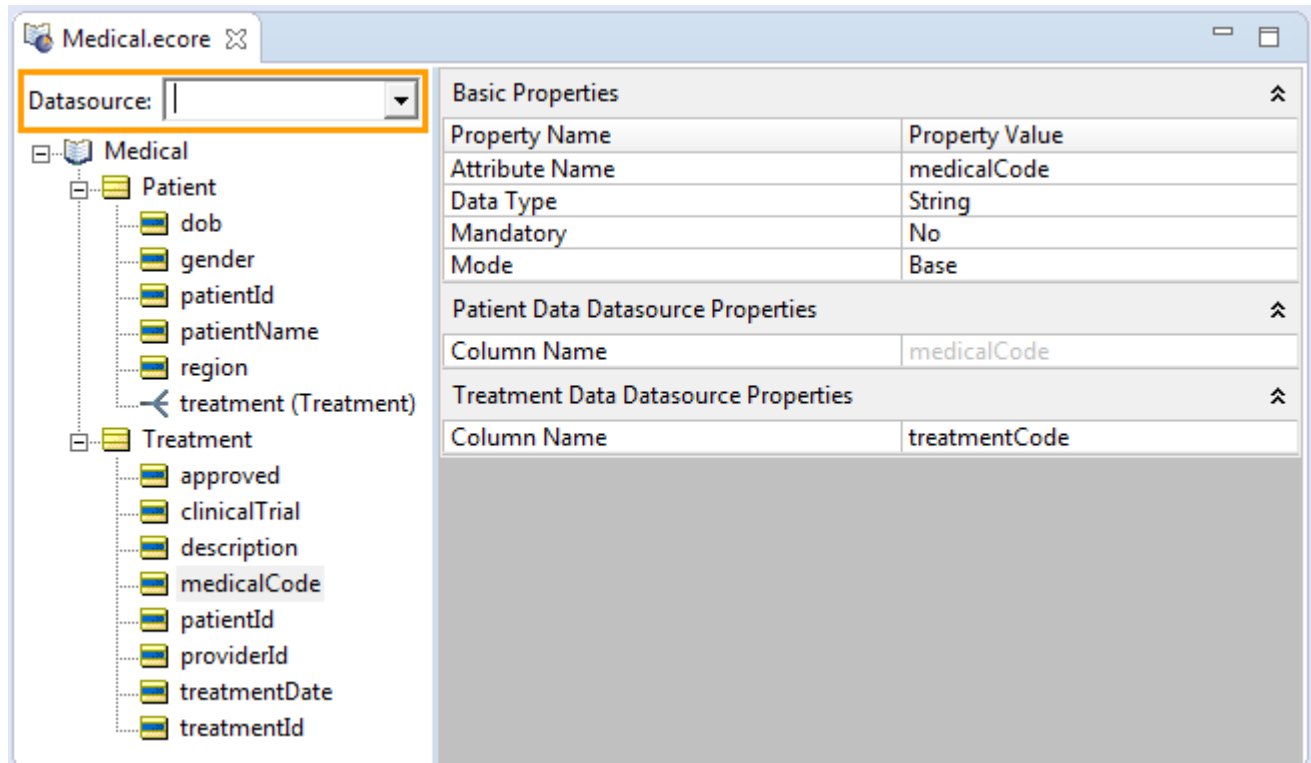 Medical.ecore
Datasource:
Medical
Patient
dob
gender
patientId
patientName
region
treatment (Treatment)
Treatment
approved
clinicalTrial
description
medicalCode
patientId
providerId
treatmentDate
treatmentId
Basic Properties
Property Name Property Value
Attribute Name medicalCode
Data Type String
Mandatory No
Mode Base
Patient Data Datasource Properties
Column Name medicalCode
Treatment Data Datasource Properties
Column Name treatmentCode